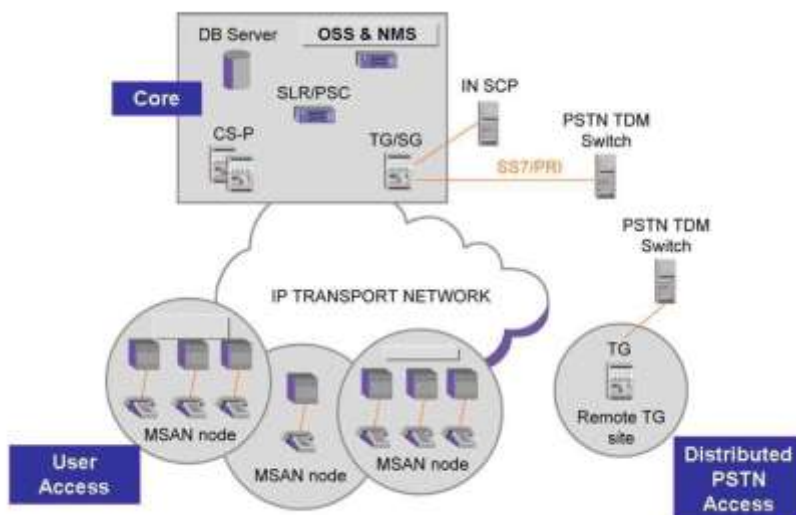 DB Server
OSS & NMS
Core
SLR/PSC
IN SCP
CS-P
TG/SG
PSTN TDM
Switch
SS7/PRI
PSTN TDM
Switch
IP TRANSPORT NETWORK
TG
Remote TG
site
MSAN node
MSAN node
MSAN node
User
Access
Distributed
PSTN
Access